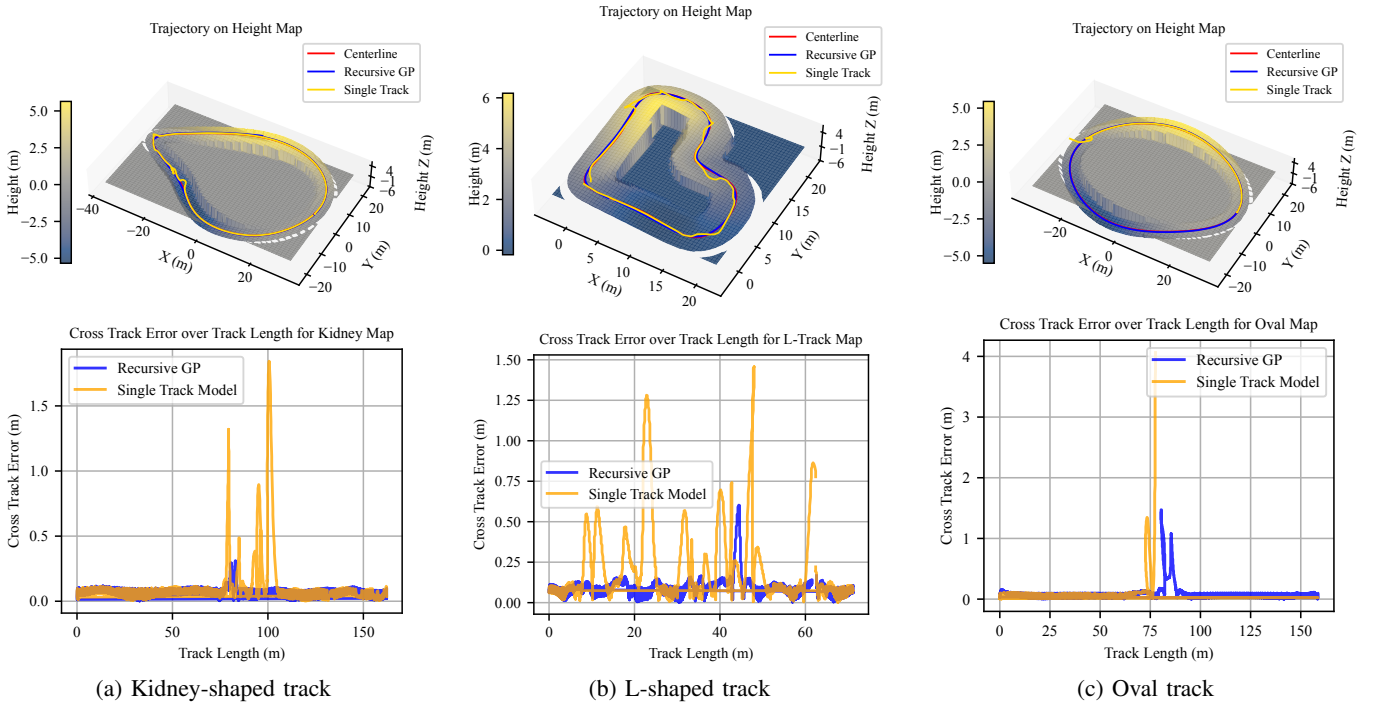 Trajectory on Height Map
Centerline
Recursive GP
Single Track
Height (m)
5.0
2.5
0.0
−2.5
−5.0
−40
−20
0
20
X (m)
−20
−10
0
10
20
Y (m)
4
−1
−6
Height Z (m)
Trajectory on Height Map
Centerline
Recursive GP
Single Track
Height (m)
6
4
2
0
0
5
10
15
20
X (m)
0
5
10
15
20
Y (m)
4
−1
−6
Height Z (m)
Trajectory on Height Map
Centerline
Recursive GP
Single Track
Height (m)
5.0
2.5
0.0
−2.5
−5.0
−20
0
20
X (m)
−20
−10
0
10
20
Y (m)
4
−1
−6
Height Z (m)
Cross Track Error over Track Length for Kidney Map
Recursive GP
Single Track Model
Cross Track Error (m)
1.5
1.0
0.5
0.0
0 50 100 150
Track Length (m)
(a) Kidney-shaped track
Cross Track Error over Track Length for L-Track Map
Recursive GP
Single Track Model
Cross Track Error (m)
1.50
1.25
1.00
0.75
0.50
0.25
0.00
0 20 40 60
Track Length (m)
(b) L-shaped track
Cross Track Error over Track Length for Oval Map
Recursive GP
Single Track Model
Cross Track Error (m)
4
3
2
1
0
0 25 50 75 100 125 150
Track Length (m)
(c) Oval track